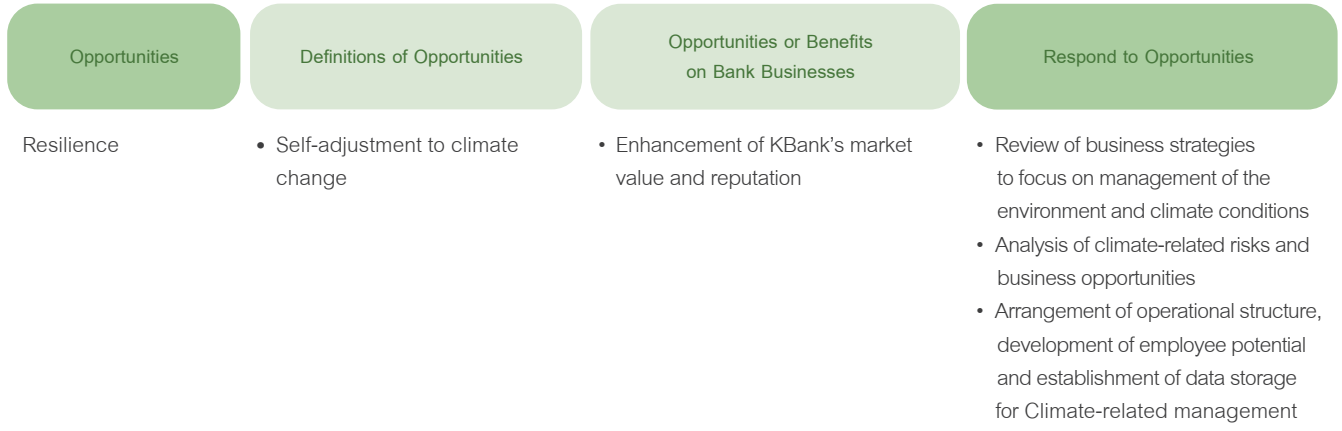 Opportunities
Definitions of Opportunities
Opportunities or Benefits
on Bank Businesses
Respond to Opportunities
Resilience
• Self-adjustment to climate
change
• Enhancement of KBank's market
value and reputation
• Review of business strategies
to focus on management of the
environment and climate conditions
• Analysis of climate-related risks and
business opportunities
• Arrangement of operational structure,
development of employee potential
and establishment of data storage
for Climate-related management